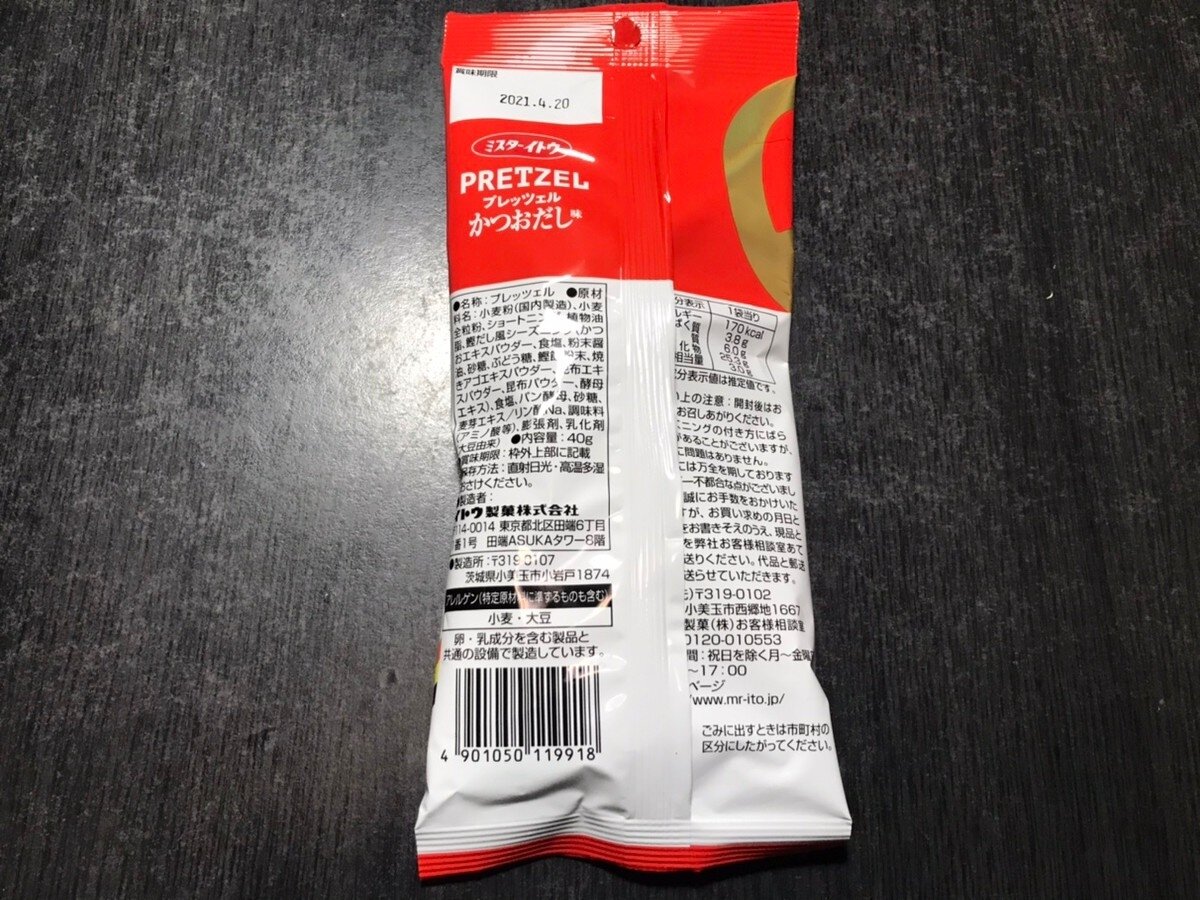 賞味期限
2021.4.20
ミスターイトウ
PRETZEL
プレッツェル
かつおだし味
●名称：プレッツェル ●原材
料名：小麦粉（国内製造）、小麦
全粒粉、ショートニング、植物油
脂、鰹だし風シーズニング（かつ
おエキスパウダー、食塩、粉末醤
油、砂糖、ぶどう糖、鰹節粉末、焼
きアゴエキスパウダー、昆布エキ
スパウダー、昆布パウダー、酵母
エキス）、食塩、パン酵母、砂糖、
麦芽エキス／リン酸Na、調味料
（アミノ酸等）、膨張剤、乳化剤
（大豆由来） ●内容量：40g
賞味期限：枠外上部に記載
保存方法：直射日光・高温多湿
おさけください。
製造者：
イトウ製菓株式会社
〒114-0014 東京都北区田端6丁目
番1号 田端ASUKAタワー8階
●製造所：〒319-0107
茨城県小美玉市小岩戸1874
アレルゲン（特定原材料に準ずるものも含む）
小麦・大豆
卵・乳成分を含む製品と
共通の設備で製造しています。
4 901050 119918
分表示 1袋当り
ルギー 170kcal
ぱく質 3.8g
質 6.0g
化物 25.3g
相当量 3.0g
成分表示値は推定値です。
い上の注意：開封後はお
お召しあがりください。
ズニングの付き方にばら
があることがございますが、
に問題はありません。
には万全を期しております
一不都合な点がございまし
誠にお手数をおかけいた
すが、お買い求めの月日と
をお書きそえのうえ、現品と
を弊社お客様相談室あて
送りください。代品と郵送
送らせていただきます。
〒319-0102
小美玉市西郷地1667
製菓（株）お客様相談室
0120-010553
間：祝日を除く月～金曜
～17：00
ページ
/www.mr-ito.jp/
ごみに出すときは市町村の
区分にしたがってください。